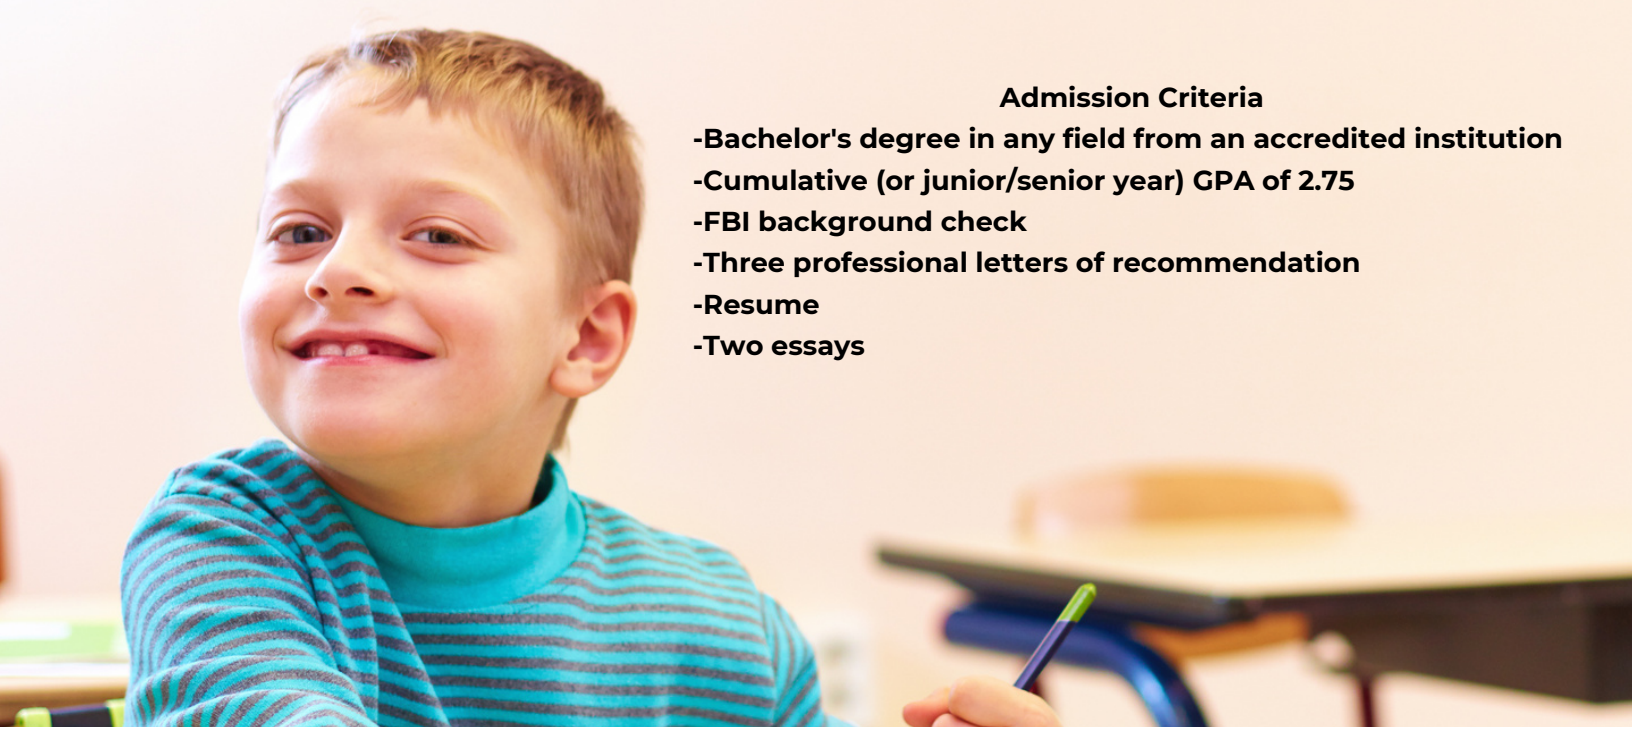 Admission Criteria
-Bachelor's degree in any field from an accredited institution
-Cumulative (or junior/senior year) GPA of 2.75
-FBI background check
-Three professional letters of recommendation
-Resume
-Two essays